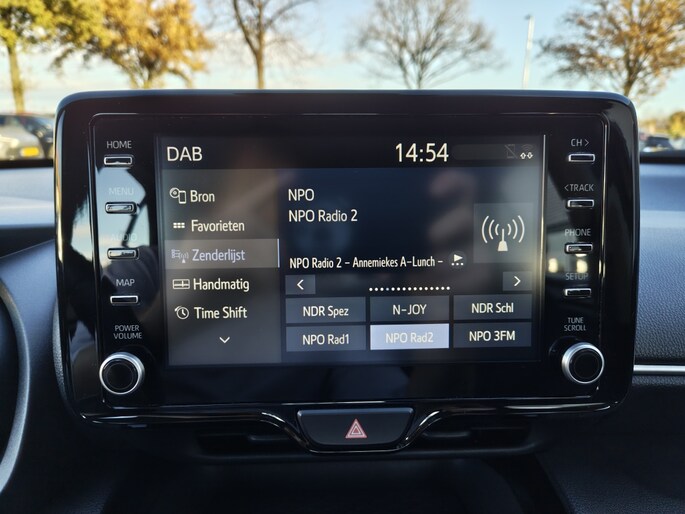 HOME
MENU
MAP
POWER
VOLUME
DAB
14:54
Bron
Favorieten
Zenderlijst
Handmatig
Time Shift
NPO
NPO Radio 2
NPO Radio 2 - Annemiekes A-Lunch -
<
>
NDR Spez
N-JOY
NDR Schl
NPO Rad1
NPO Rad2
NPO 3FM
CH >
< TRACK
PHONE
SETUP
TUNE
SCROLL